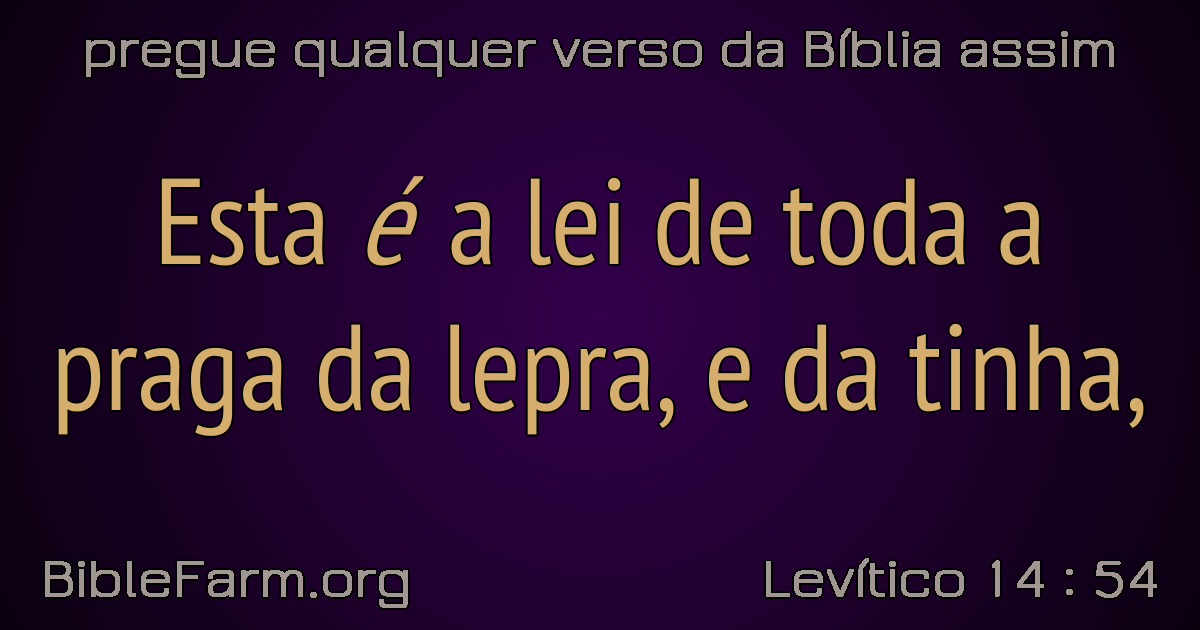 pregue qualquer verso da Bíblia assim
Esta é a lei de toda a
praga da lepra, e da tinha,
BibleFarm.org
Levítico 14 : 54